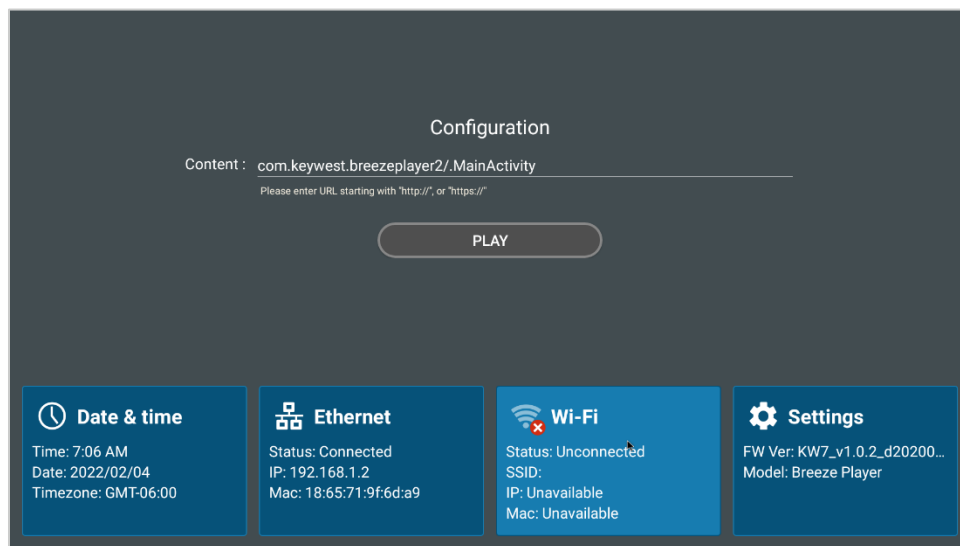 Configuration
Content : com.keywest.breezeplayer2/.MainActivity
Please enter URL starting with "http://", or "https://"
PLAY
Date & time
Time: 7:06 AM
Date: 2022/02/04
Timezone: GMT-06:00
Ethernet
Status: Connected
IP: 192.168.1.2
Mac: 18:65:71:9f:6d:a9
Wi-Fi
Status: Unconnected
SSID:
IP: Unavailable
Mac: Unavailable
Settings
FW Ver: KW7_v1.0.2_d20200...
Model: Breeze Player